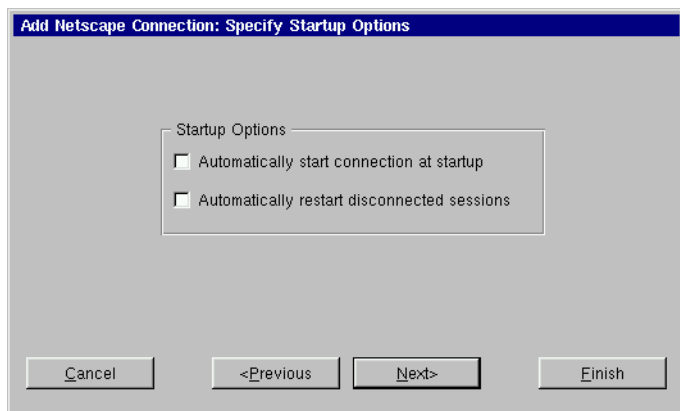 Add Netscape Connection: Specify Startup Options
Startup Options
Automatically start connection at startup
Automatically restart disconnected sessions
Cancel
<Previous
Next>
Finish